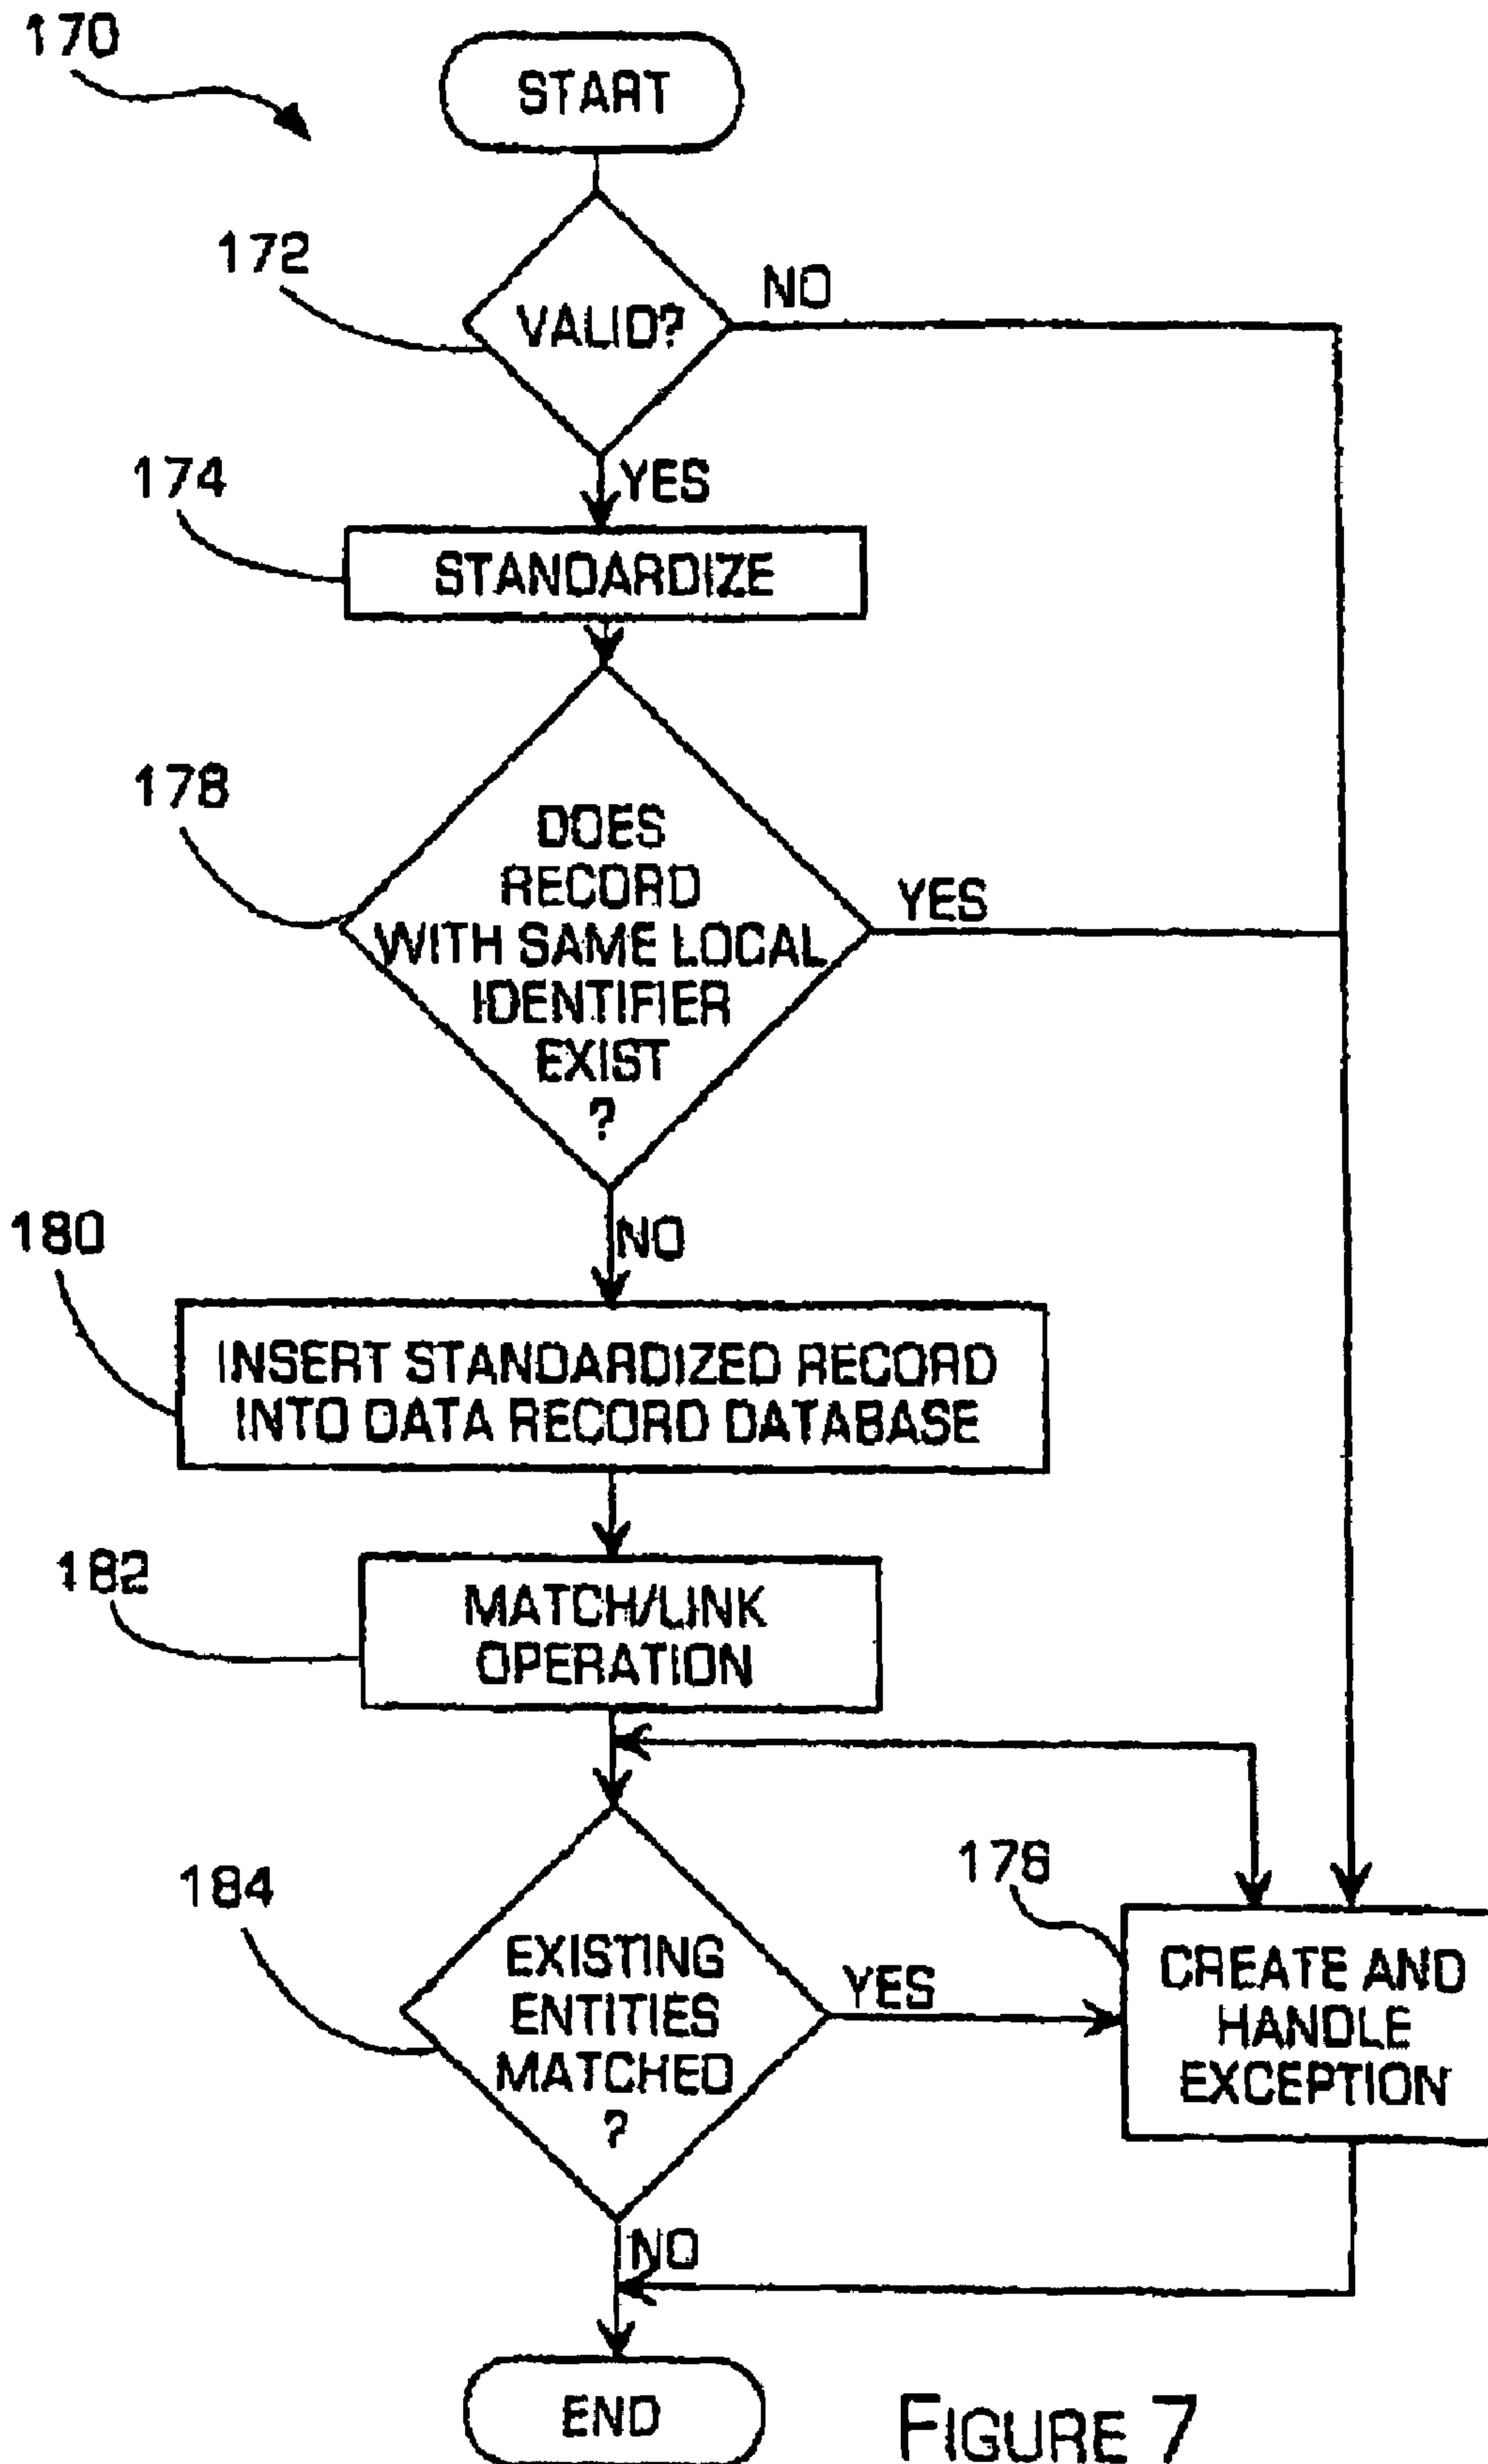 170
START
172
VALID?
NO
YES
174
STANDARDIZE
178
DOES
RECORD
WITH SAME LOCAL
IDENTIFIER
EXIST
?
YES
NO
180
INSERT STANDARDIZED RECORD
INTO DATA RECORD DATABASE
182
MATCH/LINK
OPERATION
184
EXISTING
ENTITIES
MATCHED
?
YES
176
CREATE AND
HANDLE
EXCEPTION
NO
END
FIGURE 7